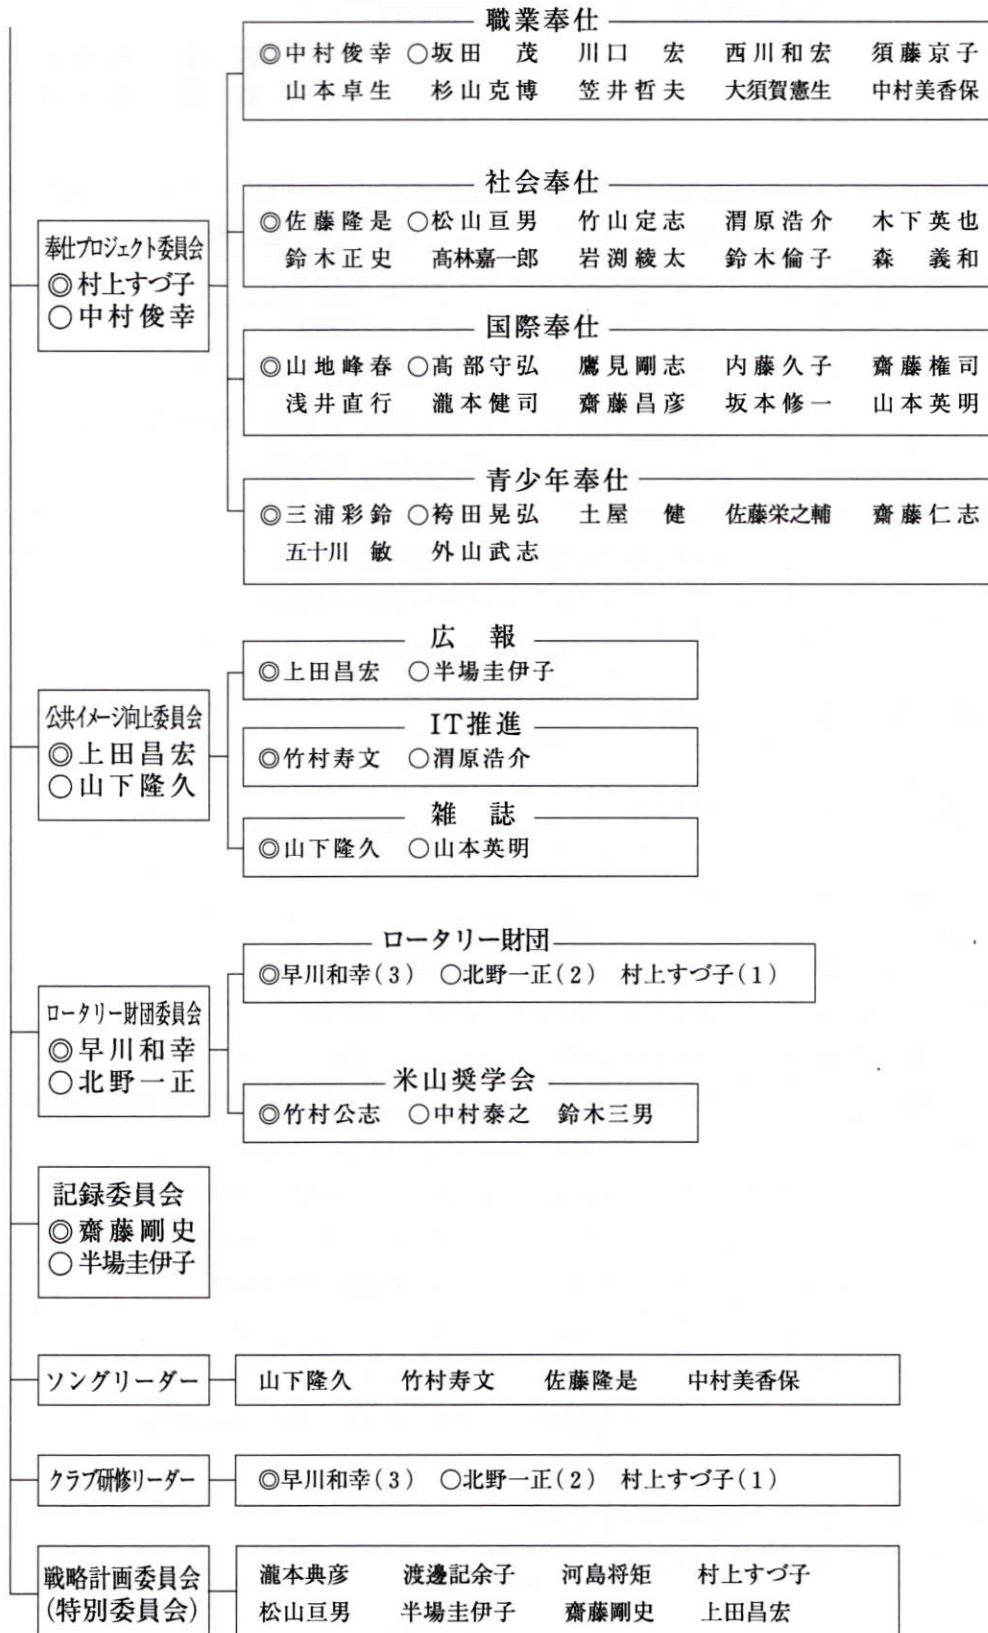 職業奉仕
◎中村俊幸 ○坂田 茂 川口 宏 西川和宏 須藤京子
山本卓生 杉山克博 笠井哲夫 大須賀憲生 中村美香保
奉仕プロジェクト委員会
◎村上すづ子
○中村俊幸
社会奉仕
◎佐藤隆是 ○松山亘男 竹山定志 渭原浩介 木下英也
鈴木正史 髙林嘉一郎 岩渕綾太 鈴木倫子 森 義和
国際奉仕
◎山地峰春 ○髙部守弘 鷹見剛志 内藤久子 齋藤権司
浅井直行 瀧本健司 齋藤昌彦 坂本修一 山本英明
青少年奉仕
◎三浦彩鈴 ○袴田晃弘 土屋 健 佐藤栄之輔 齋藤仁志
五十川 敏 外山武志
公共イメージ向上委員会
◎上田昌宏
○山下隆久
広 報
◎上田昌宏 ○半場圭伊子
IT推進
◎竹村寿文 ○渭原浩介
雑 誌
◎山下隆久 ○山本英明
ロータリー財団委員会
◎早川和幸
○北野一正
ロータリー財団
◎早川和幸(3) ○北野一正(2) 村上すづ子(1)
米山奨学会
◎竹村公志 ○中村泰之 鈴木三男
記録委員会
◎齋藤剛史
○半場圭伊子
ソングリーダー
山下隆久 竹村寿文 佐藤隆是 中村美香保
クラブ研修リーダー
◎早川和幸(3) ○北野一正(2) 村上すづ子(1)
戦略計画委員会
(特別委員会)
瀧本典彦 渡邊記余子 河島将矩 村上すづ子
松山亘男 半場圭伊子 齋藤剛史 上田昌宏